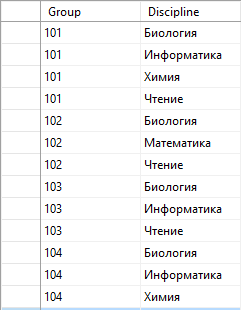 Group Discipline
101 Биология
101 Информатика
101 Химия
101 Чтение
102 Биология
102 Математика
102 Чтение
103 Биология
103 Информатика
103 Чтение
104 Биология
104 Информатика
104 Химия